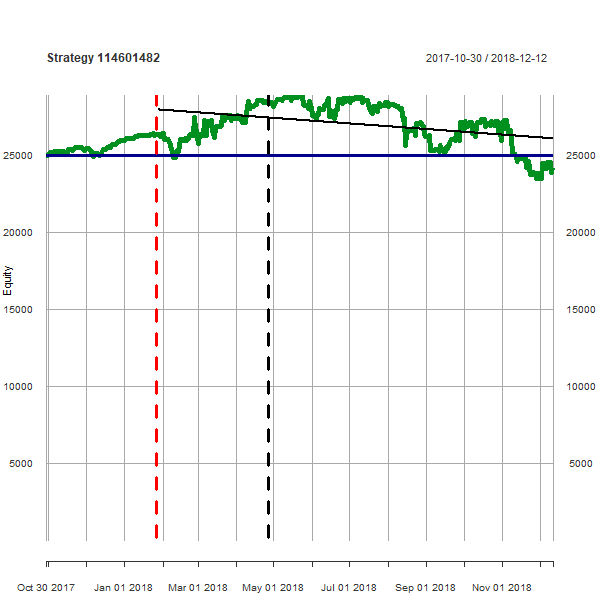 Strategy 114601482
2017-10-30 / 2018-12-12
25000
25000
20000
20000
Equity
15000
15000
10000
10000
5000
5000
Oct 30 2017
Jan 01 2018
Mar 01 2018
May 01 2018
Jul 01 2018
Sep 01 2018
Nov 01 2018